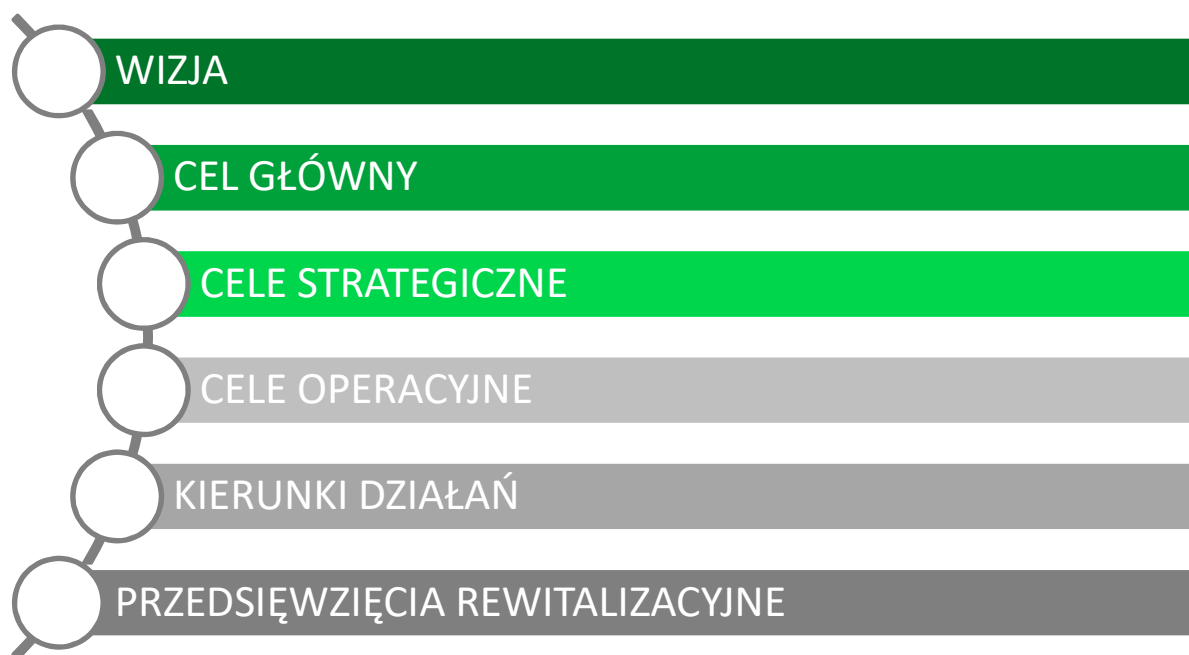 WIZJA
CEL GŁÓWNY
CELE STRATEGICZNE
CELE OPERACYJNE
KIERUNKI DZIAŁAŃ
PRZEDSIĘWZIĘCIA REWITALIZACYJNE